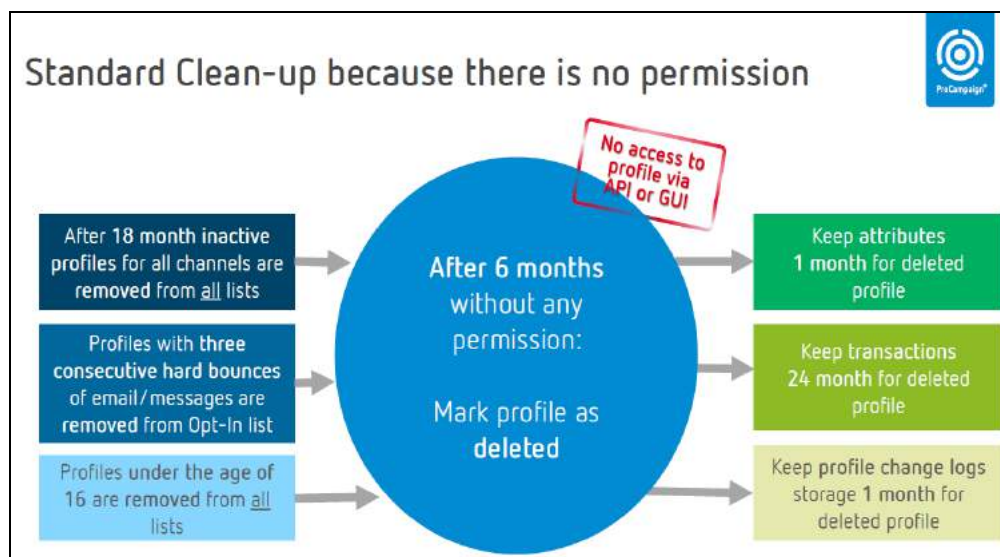 Standard Clean-up because there is no permission
ProCampaign®
No access to
profile via
API or GUI
After 18 month inactive
profiles for all channels are
removed from all lists
Profiles with three
consecutive hard bounces
of email/messages are
removed from Opt-In list
Profiles under the age of
16 are removed from all
lists
After 6 months
without any
permission:
Mark profile as
deleted
Keep attributes
1 month for deleted
profile
Keep transactions
24 month for deleted
profile
Keep profile change logs
storage 1 month for
deleted profile